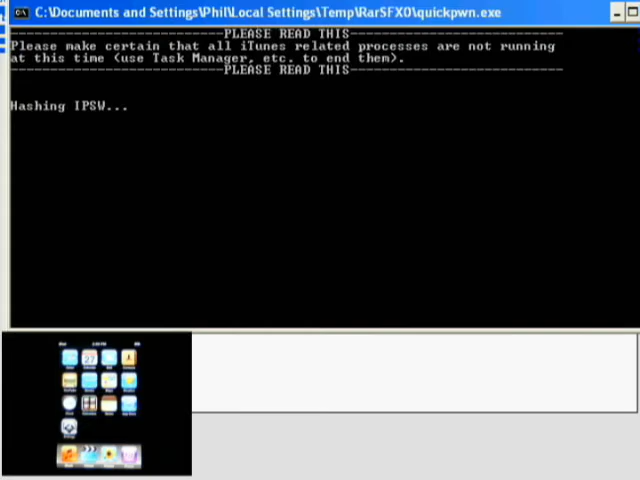 C:\Documents and Settings\Phil\Local Settings\Temp\RarSFX0\quickpwn.exe
PLEASE READ THIS
Please make certain that all iTunes related processes are not running
at this time (use Task Manager, etc. to end them).
PLEASE READ THIS
Hashing IPSW...
27